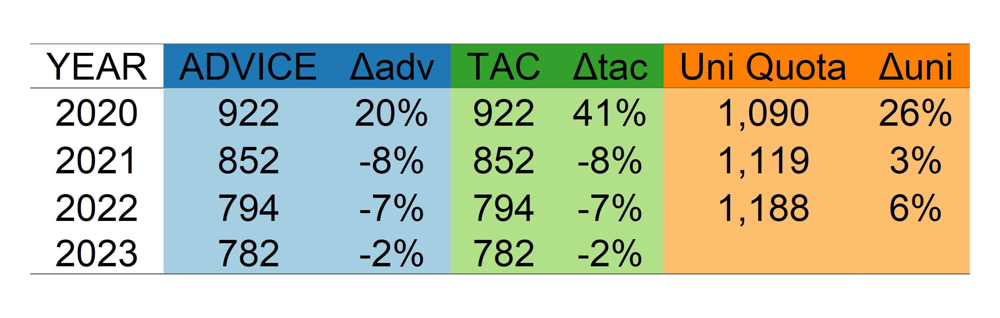 YEAR ADVICE Δadv TAC Δtac Uni Quota Δuni
2020 922 20% 922 41% 1,090 26%
2021 852 -8% 852 -8% 1,119 3%
2022 794 -7% 794 -7% 1,188 6%
2023 782 -2% 782 -2%